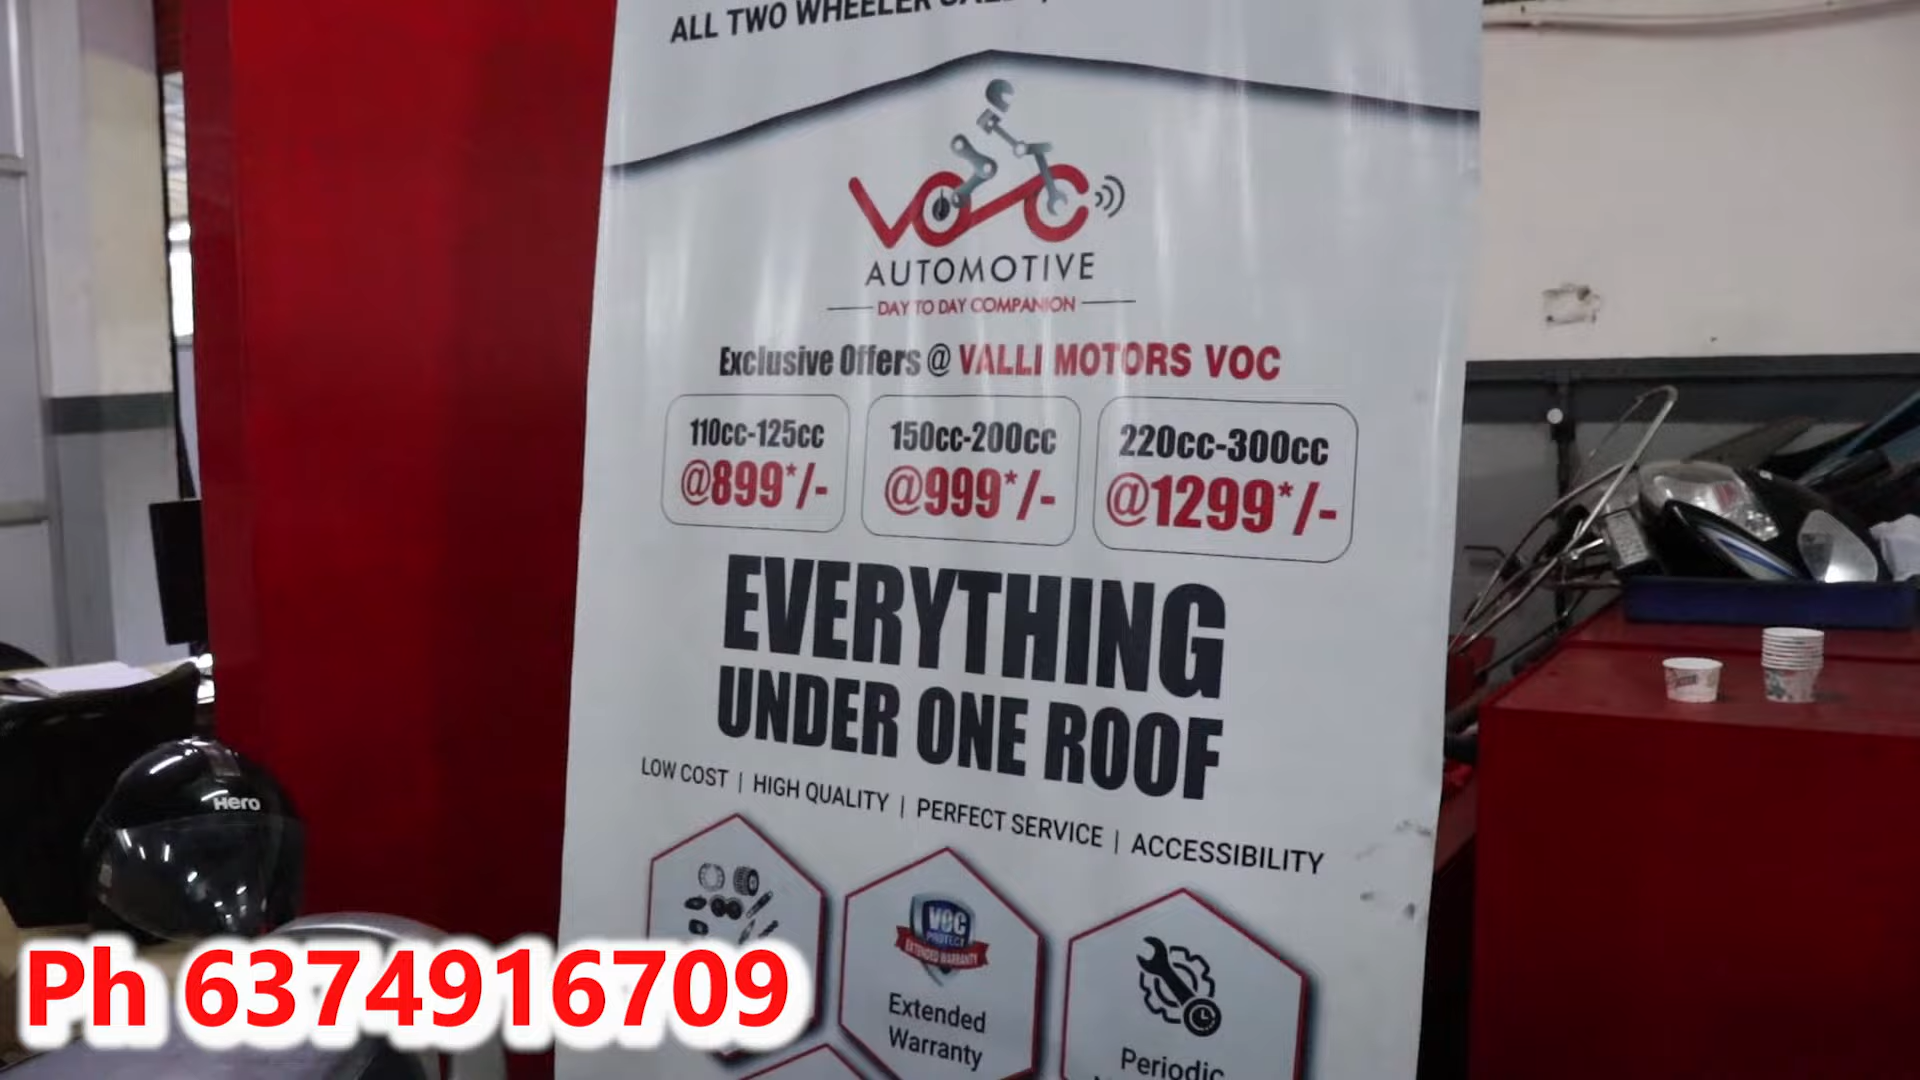 ALL TWO WHEELER
VOC
AUTOMOTIVE
DAY TO DAY COMPANION
Exclusive Offers @ VALLI MOTORS VOC
110cc-125cc
@899*/-
150cc-200cc
@999*/-
220cc-300cc
@1299*/-
EVERYTHING
UNDER ONE ROOF
LOW COST | HIGH QUALITY | PERFECT SERVICE | ACCESSIBILITY
VOC
PROTECT
EXTENDED WARRANTY
Extended
Warranty
Periodic
Hero
Ph 6374916709